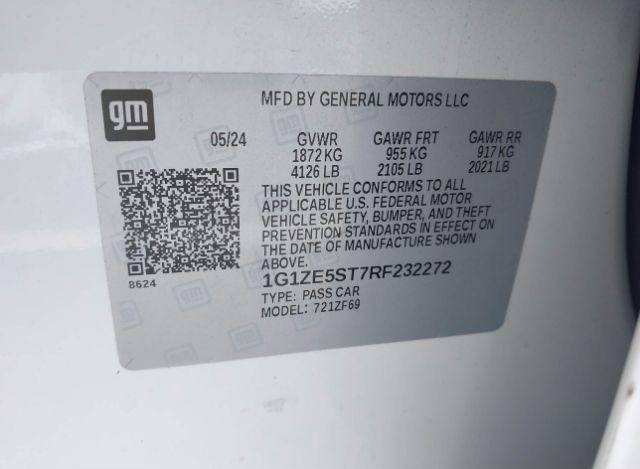 gm
MFD BY GENERAL MOTORS LLC
05/24 GVWR GAWR FRT GAWR RR
1872 KG 955 KG 917 KG
4126 LB 2105 LB 2021 LB
THIS VEHICLE CONFORMS TO ALL
APPLICABLE U.S. FEDERAL MOTOR
VEHICLE SAFETY, BUMPER, AND THEFT
PREVENTION STANDARDS IN EFFECT ON
THE DATE OF MANUFACTURE SHOWN
ABOVE.
8624
1G1ZE5ST7RF232272
TYPE: PASS CAR
MODEL: 721ZF69